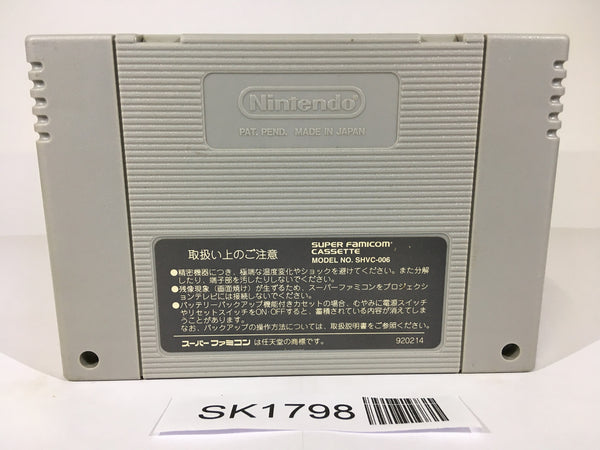 Nintendo
PAT. PEND. MADE IN JAPAN
取扱い上のご注意
SUPER FAMICOM
CASSETTE
MODEL NO. SHVC-006
●精密機器につき、極端な温度変化やショックを避けてください。また分解
したり、端子部を汚したりしないでください。
●残像現象（画面焼け）が生ずるため、スーパーファミコンをプロジェクシ
ョンテレビには接続しないでください。
●バッテリーバックアップ機能付きカセットの場合、むやみに電源スイッチ
やリセットスイッチをON・OFFすると、蓄積されている内容が消えてしま
うことがあります。
なお、バックアップの操作方法については、取扱説明書をご参照ください。
スーパーファミコン は任天堂の商標です。
920214
SK1798